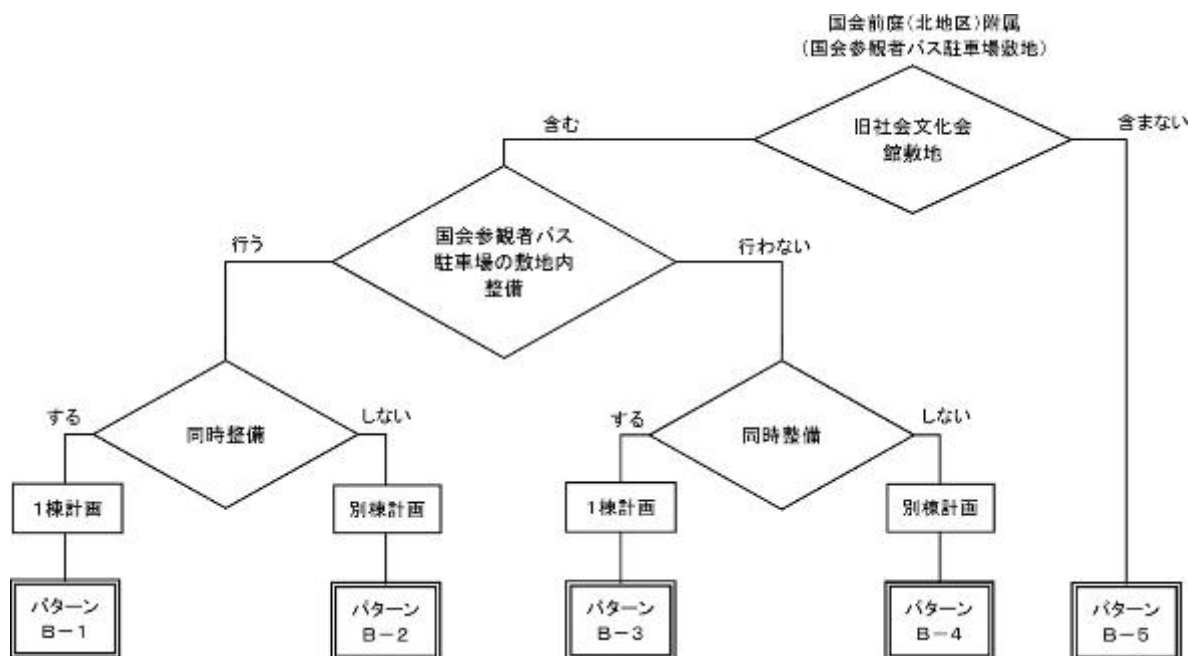 国会前庭(北地区)附属
(国会参観者バス駐車場敷地)
含む
旧社会文化会
館敷地
含まない
行う
国会参観者バス
駐車場の敷地内
整備
行わない
する
同時整備
しない
する
同時整備
しない
1棟計画
別棟計画
1棟計画
別棟計画
パターン
B-1
パターン
B-2
パターン
B-3
パターン
B-4
パターン
B-5